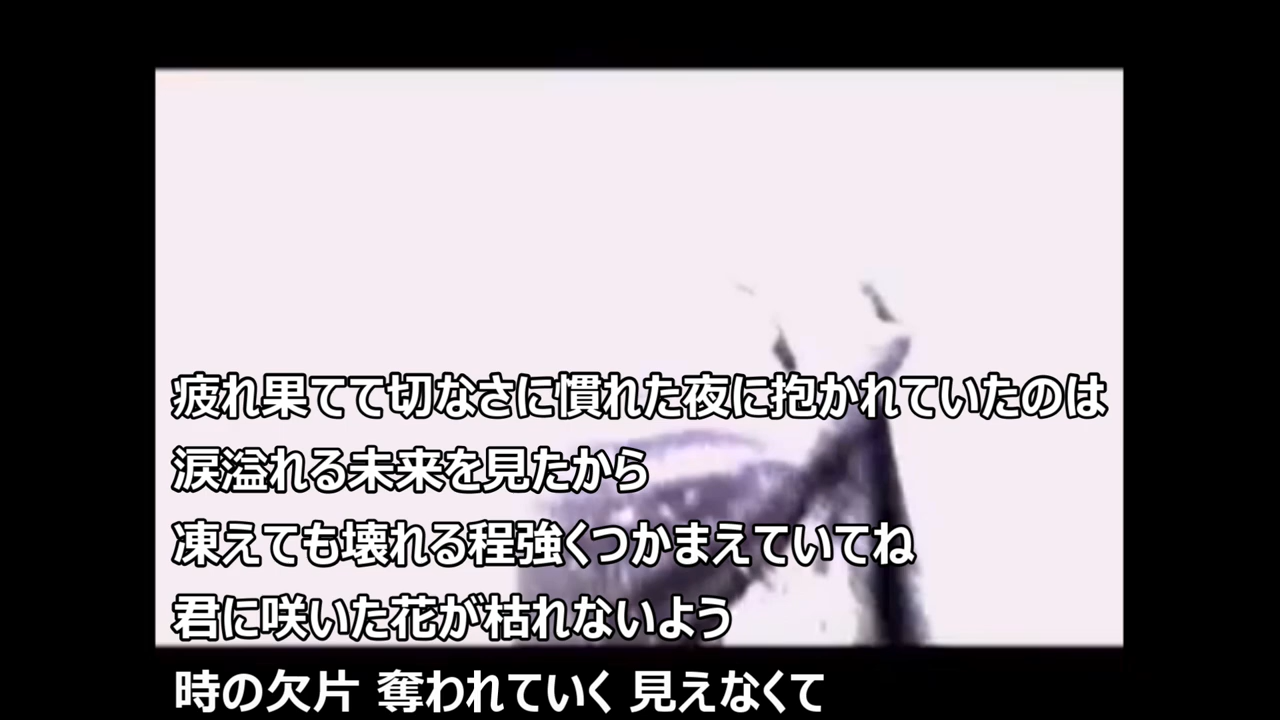 疲れ果てて切なさに慣れた夜に抱かれていたのは
涙溢れる未来を見たから
凍えても壊れる程強くつかまえていてね
君に咲いた花が枯れないよう
時の欠片 奪われていく 見えなくて